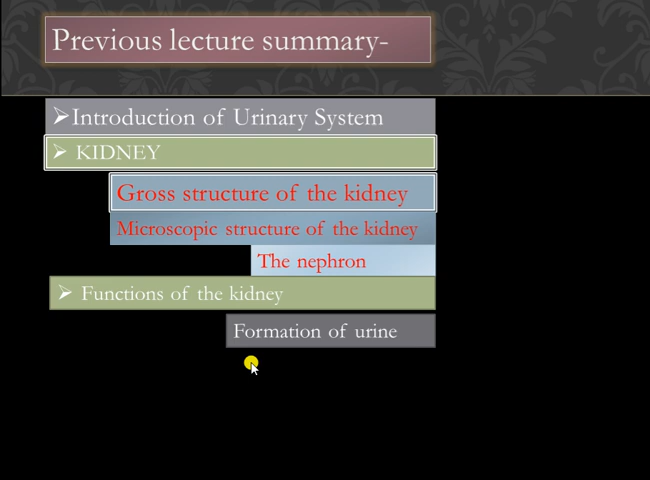 Previous lecture summary-
➢Introduction of Urinary System
➢ KIDNEY
Gross structure of the kidney
Microscopic structure of the kidney
The nephron
➢ Functions of the kidney
Formation of urine